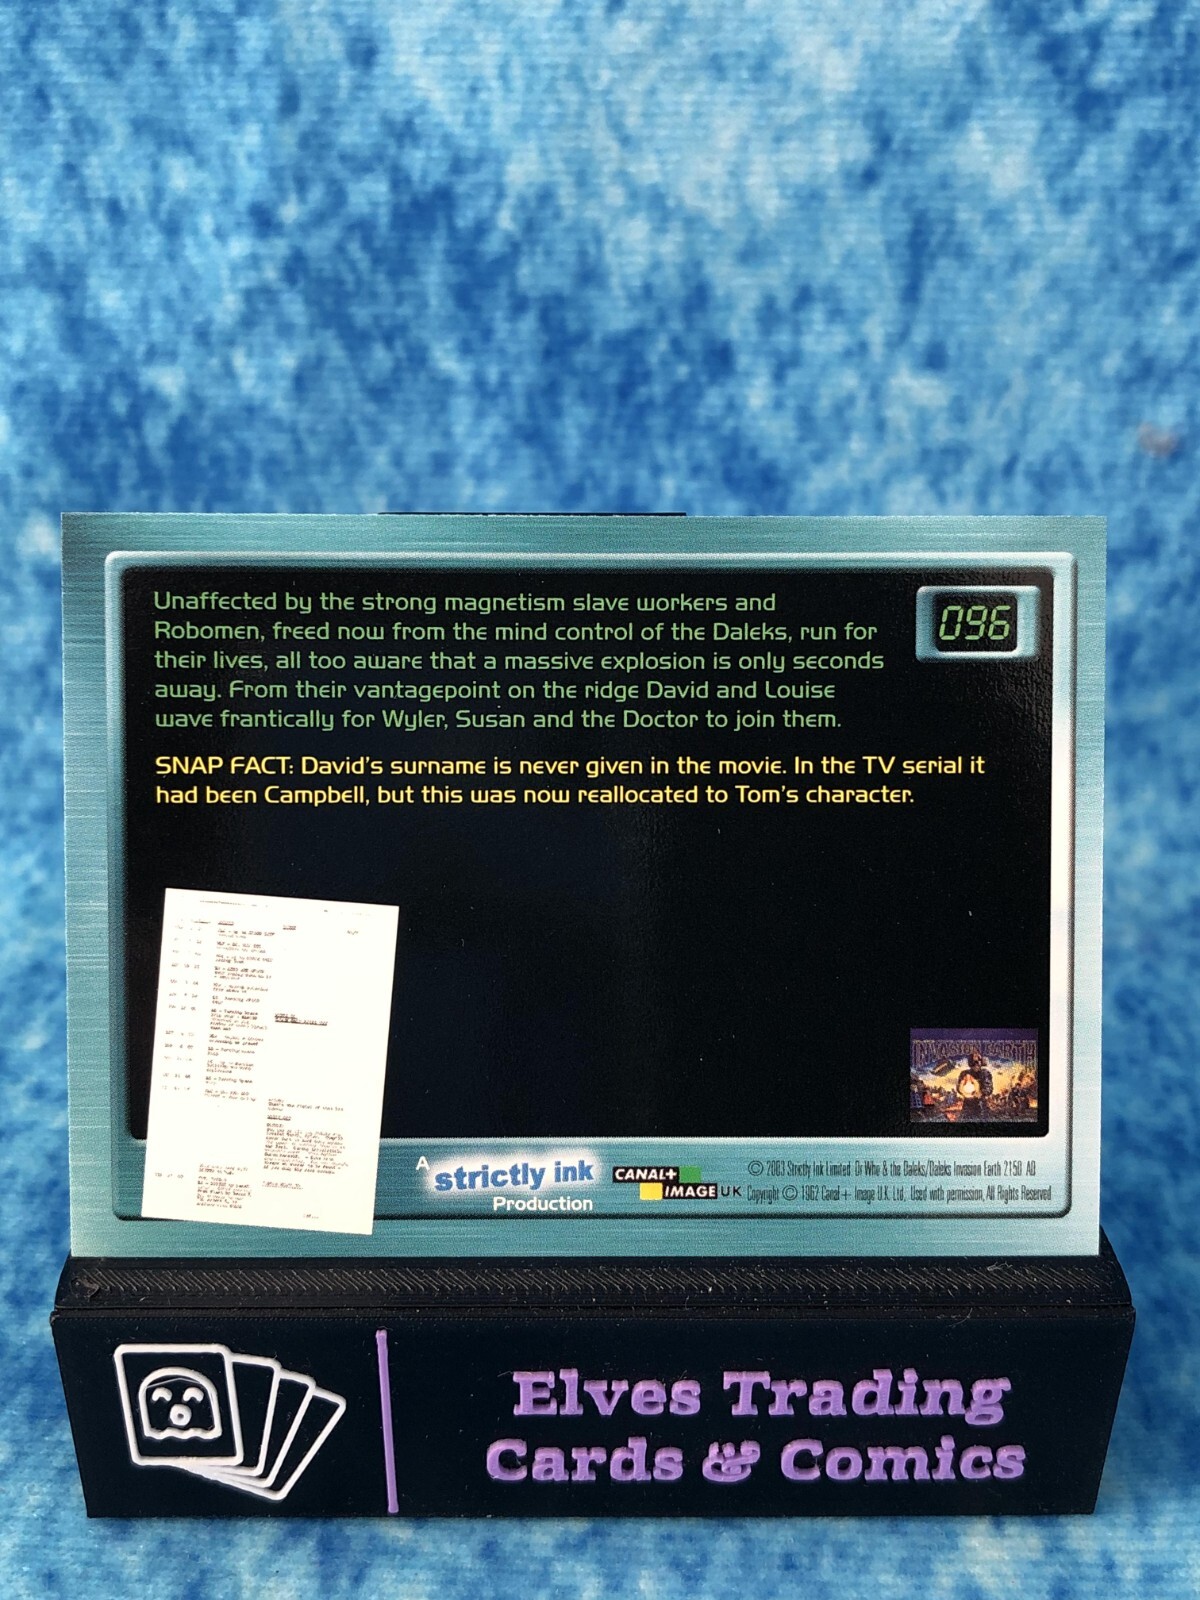 Unaffected by the strong magnetism slave workers and
Robomen, freed now from the mind control of the Daleks, run for
their lives, all too aware that a massive explosion is only seconds
away. From their vantagepoint on the ridge David and Louise
wave frantically for Wyler, Susan and the Doctor to join them.
096
SNAP FACT: David's surname is never given in the movie. In the TV serial it
had been Campbell, but this was now reallocated to Tom's character.
INVASION EARTH
A strictly ink
Production
CANAL+
IMAGE UK
© 2003 Strictly Ink Limited Dr Who & the Daleks/Daleks Invasion Earth 2150 AD
Copyright © 1962 Canal + Image U.K. Ltd., Used with permission, All Rights Reserved
Elves Trading
Cards & Comics